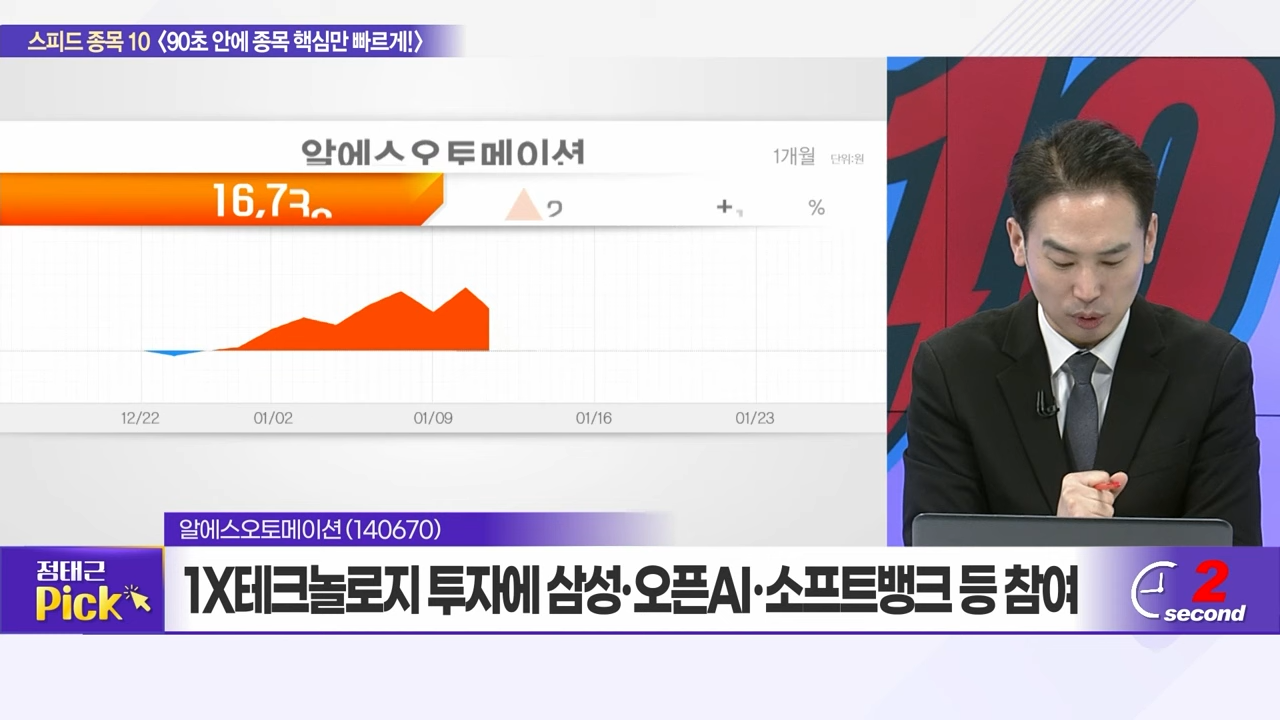 스피드 종목 10 <90초 안에 종목 핵심만 빠르게!>
10
알에스오토메이션
1개월 단위:원
+ %
12/22 01/02 01/09 01/16 01/23
알에스오토메이션(140670)
정태근
Pick
1X테크놀로지 투자에 삼성·오픈AI·소프트뱅크 등 참여
2
second